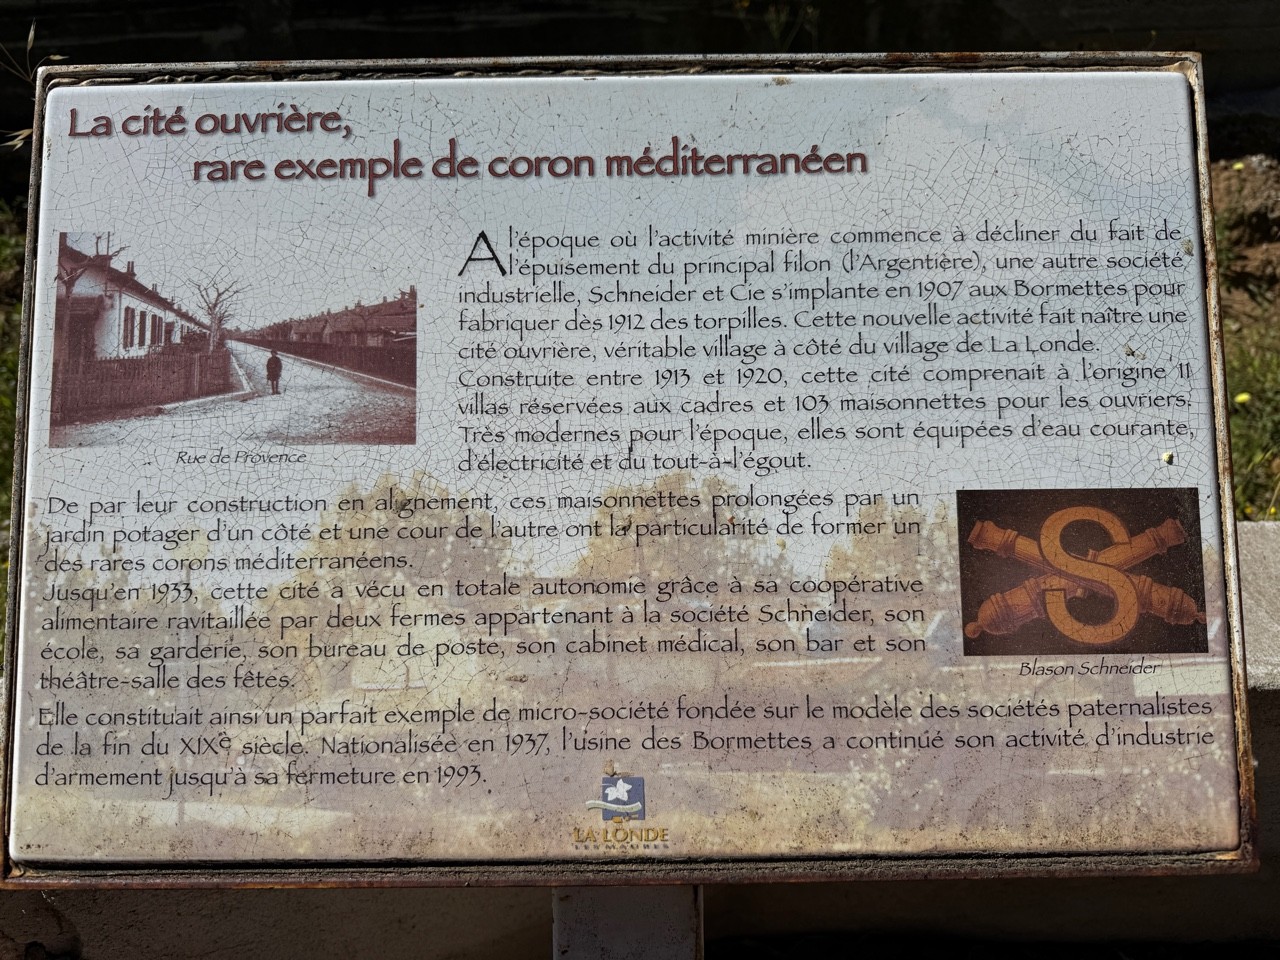 La cité ouvrière,
rare exemple de coron méditerranéen
A l'époque où l'activité minière commence à décliner du fait de
l'épuisement du principal filon (l'Argentière), une autre société
industrielle, Schneider et Cie s'implante en 1907 aux Bormettes pour
fabriquer dès 1912 des torpilles. Cette nouvelle activité fait naître une
cité ouvrière, véritable village à côté du village de La Londe.
Construite entre 1913 et 1920, cette cité comprenait à l'origine 11
villas réservées aux cadres et 103 maisonnettes pour les ouvriers.
Très modernes pour l'époque, elles sont équipées d'eau courante,
d'électricité et du tout-à-l'égout.
Rue de Provence
De par leur construction en alignement, ces maisonnettes prolongées par un
jardin potager d'un côté et une cour de l'autre ont la particularité de former un
des rares corons méditerranéens.
Jusqu'en 1933, cette cité a vécu en totale autonomie grâce à sa coopérative
alimentaire ravitaillée par deux fermes appartenant à la société Schneider, son
école, sa garderie, son bureau de poste, son cabinet médical, son bar et son
théâtre-salle des fêtes.
S
Blason Schneider
Elle constituait ainsi un parfait exemple de micro-société fondée sur le modèle des sociétés paternalistes
de la fin du XIXe siècle. Nationalisée en 1937, l'usine des Bormettes a continué son activité d'industrie
d'armement jusqu'à sa fermeture en 1993.
LA LONDE
LES MAURES